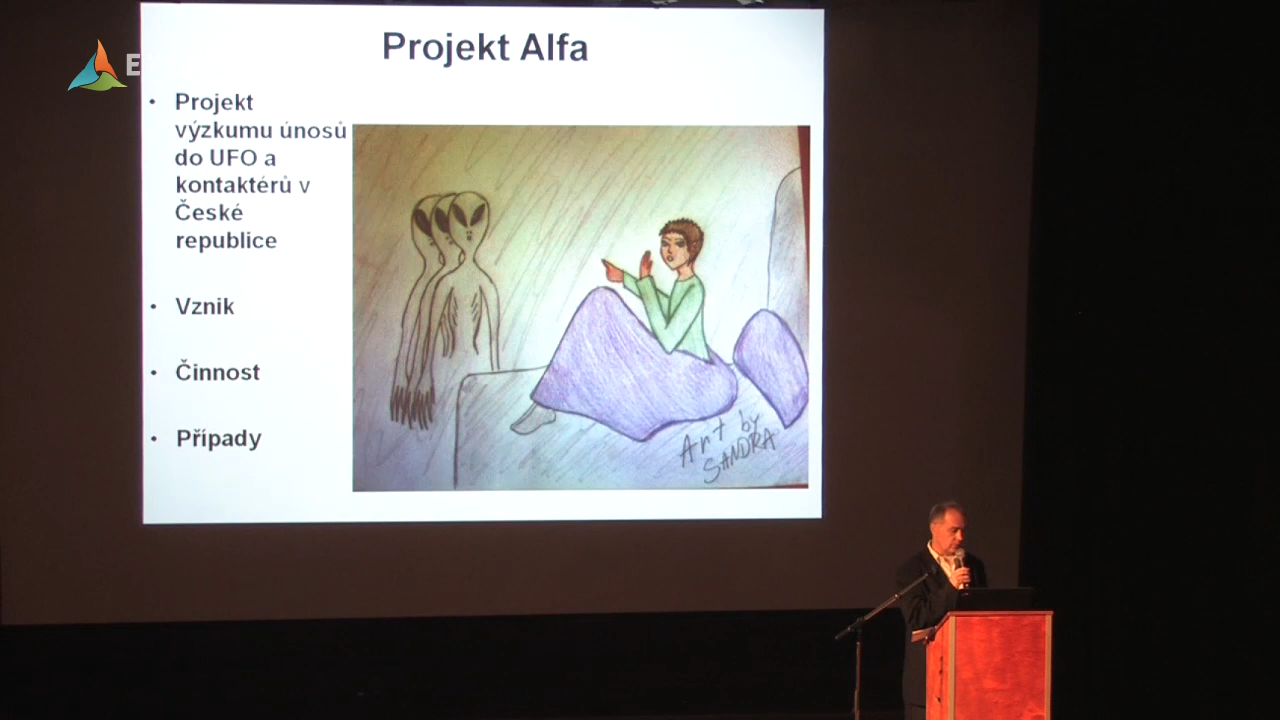 Projekt Alfa
E
• Projekt
výzkumu únosů
do UFO a
kontaktérů v
České
republice
• Vznik
• Činnost
• Případy
Art by
SANDRA